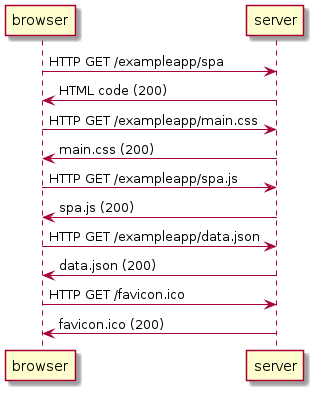 browser
server
HTTP GET /exampleapp/spa
HTML code (200)
HTTP GET /exampleapp/main.css
main.css (200)
HTTP GET /exampleapp/spa.js
spa.js (200)
HTTP GET /exampleapp/data.json
data.json (200)
HTTP GET /favicon.ico
favicon.ico (200)
browser
server